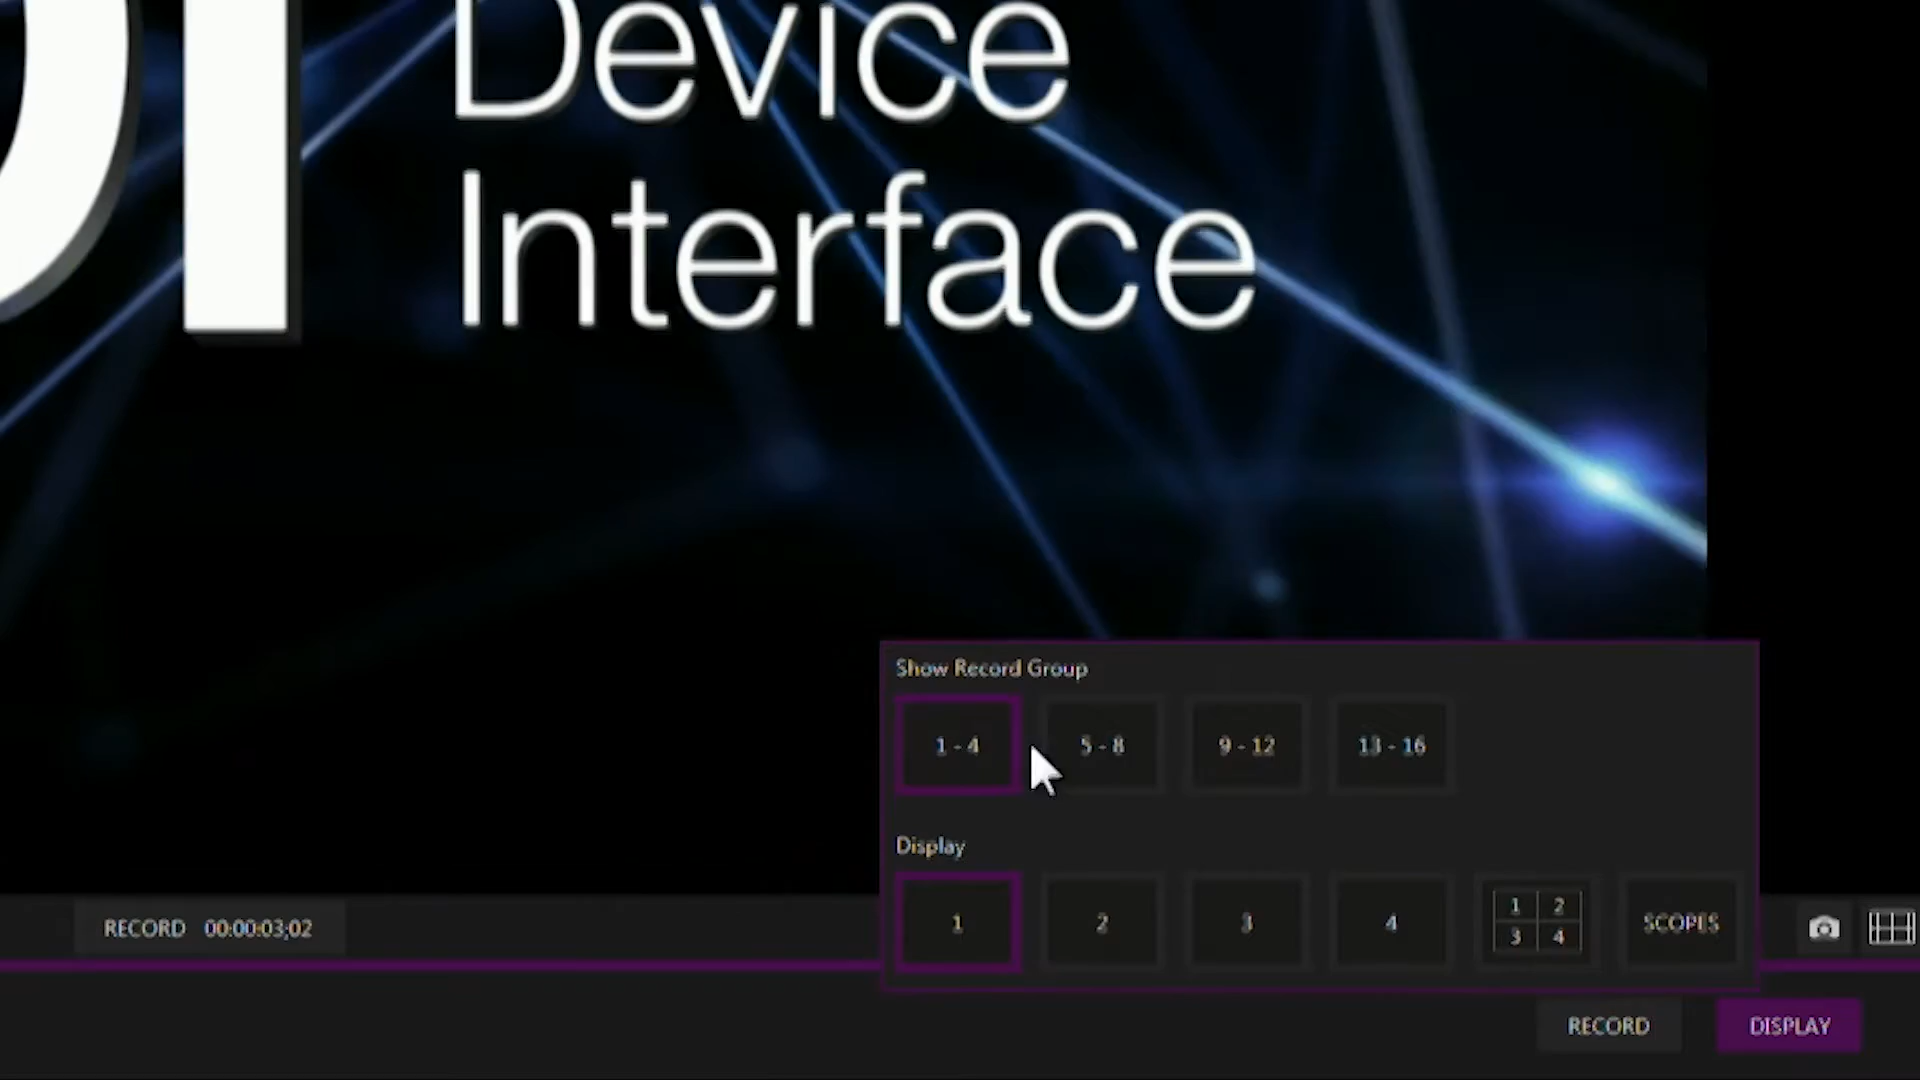 Device
Interface
Show Record Group
1 - 4
5 - 8
9 - 12
13 - 16
Display
1
2
3
4
1 2
3 4
SCOPES
RECORD 00:00:03;02
RECORD
DISPLAY